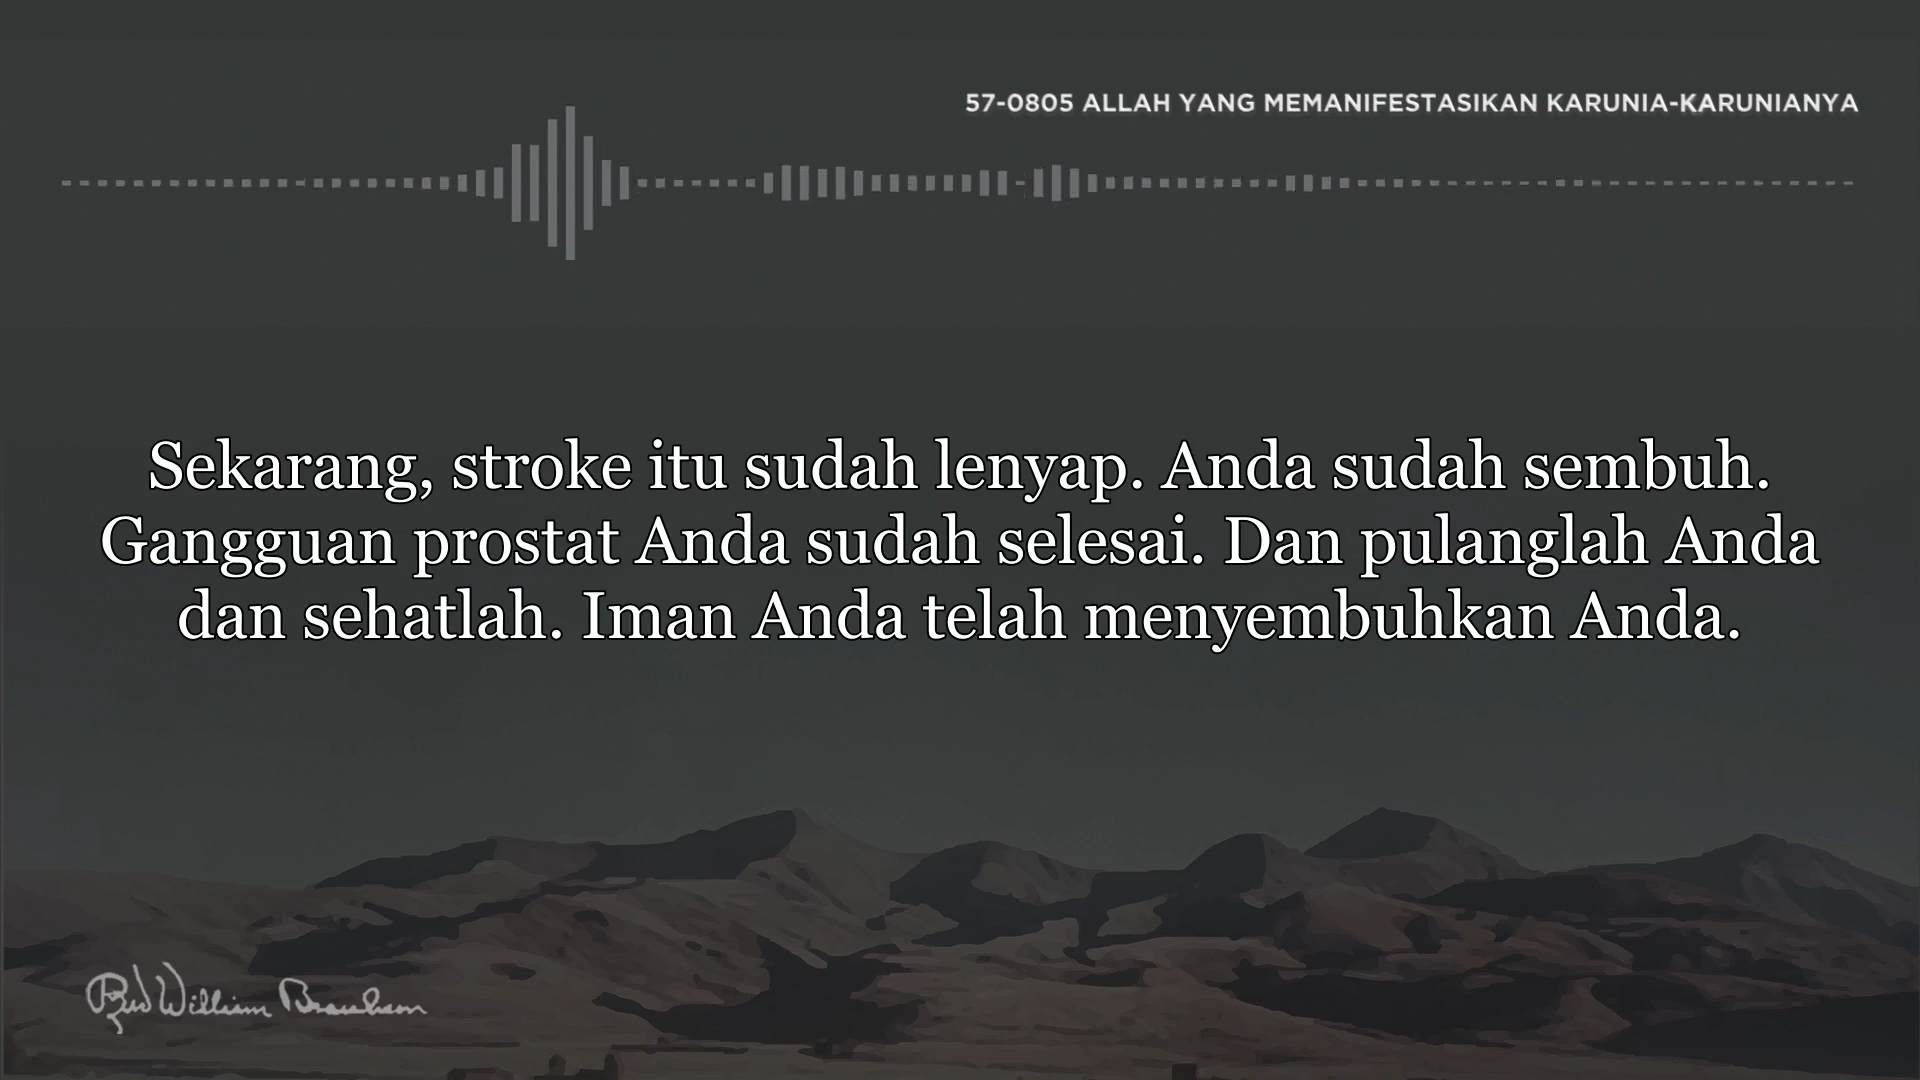 57-0805 ALLAH YANG MEMANIFESTASIKAN KARUNIA-KARUNIANYA
Sekarang, stroke itu sudah lenyap. Anda sudah sembuh.
Gangguan prostat Anda sudah selesai. Dan pulanglah Anda
dan sehatlah. Iman Anda telah menyembuhkan Anda.
William Branham